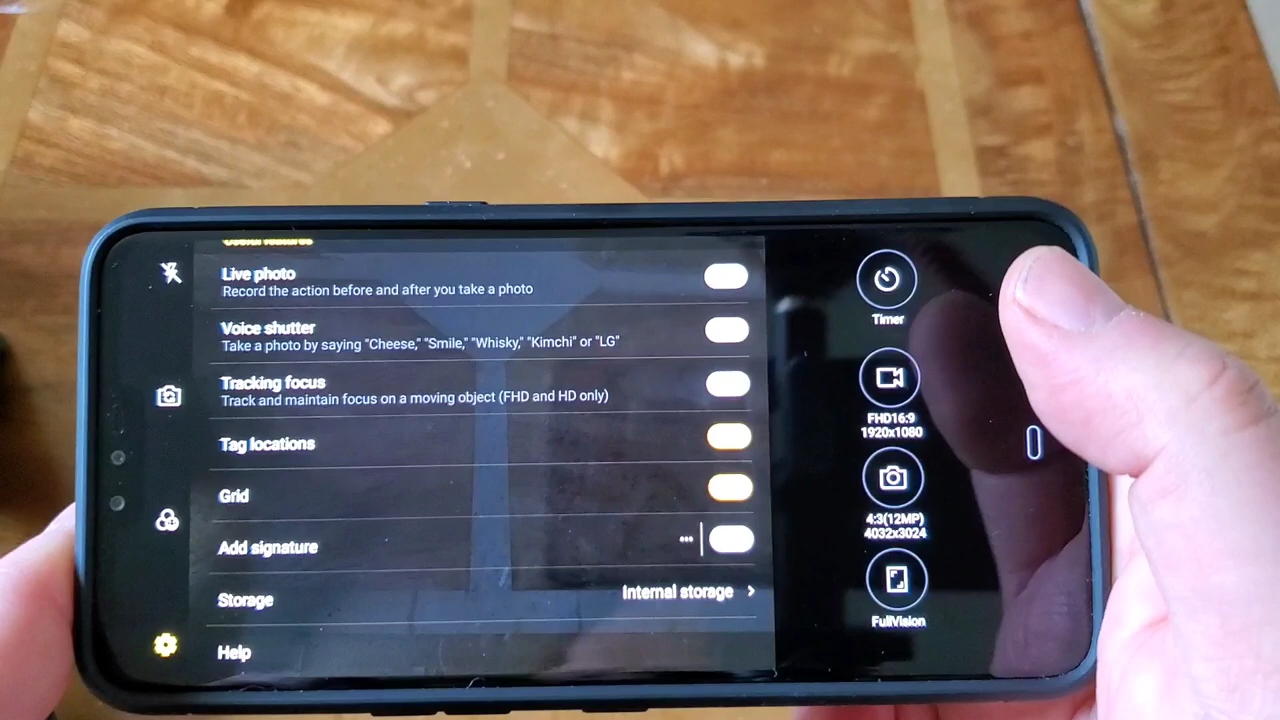 Useful features
Live photo
Record the action before and after you take a photo
Voice shutter
Take a photo by saying "Cheese," "Smile," "Whisky," "Kimchi" or "LG"
Tracking focus
Track and maintain focus on a moving object (FHD and HD only)
Tag locations
Grid
Add signature
...
Storage
Internal storage >
Help
Timer
FHD16:9
1920x1080
4:3(12MP)
4032x3024
FullVision